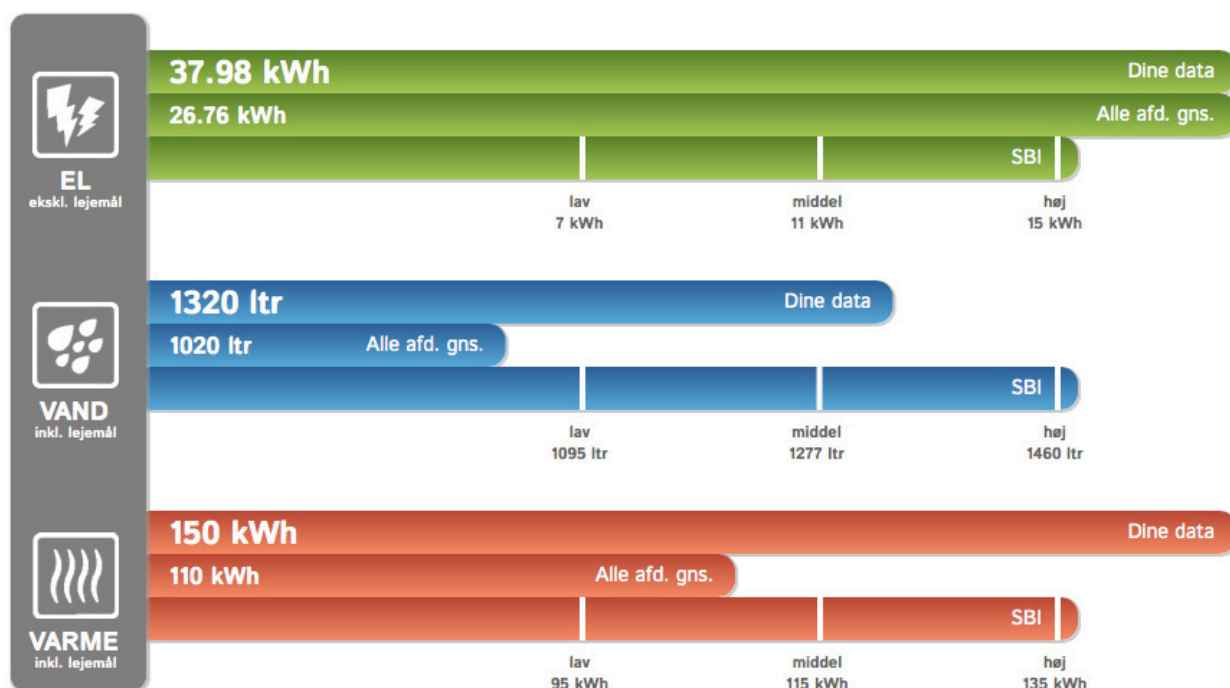 37.98 kWh Dine data
26.76 kWh Alle afd. gns.
SBI
EL
ekskl. lejemål
lav middel høj
7 kWh 11 kWh 15 kWh
1320 ltr Dine data
1020 ltr Alle afd. gns.
SBI
VAND
inkl. lejemål
lav middel høj
1095 ltr 1277 ltr 1460 ltr
150 kWh Dine data
110 kWh Alle afd. gns.
SBI
VARME
inkl. lejemål
lav middel høj
95 kWh 115 kWh 135 kWh